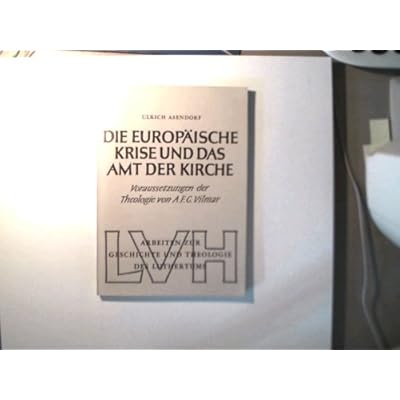 ULRICH ASENDORF
DIE EUROPÄISCHE
KRISE UND DAS
AMT DER KIRCHE
Voraussetzungen der
Theologie von A.F.C. Vilmar
LVH
ARBEITEN ZUR
GESCHICHTE UND THEOLOGIE
DES LUTHERTUMS